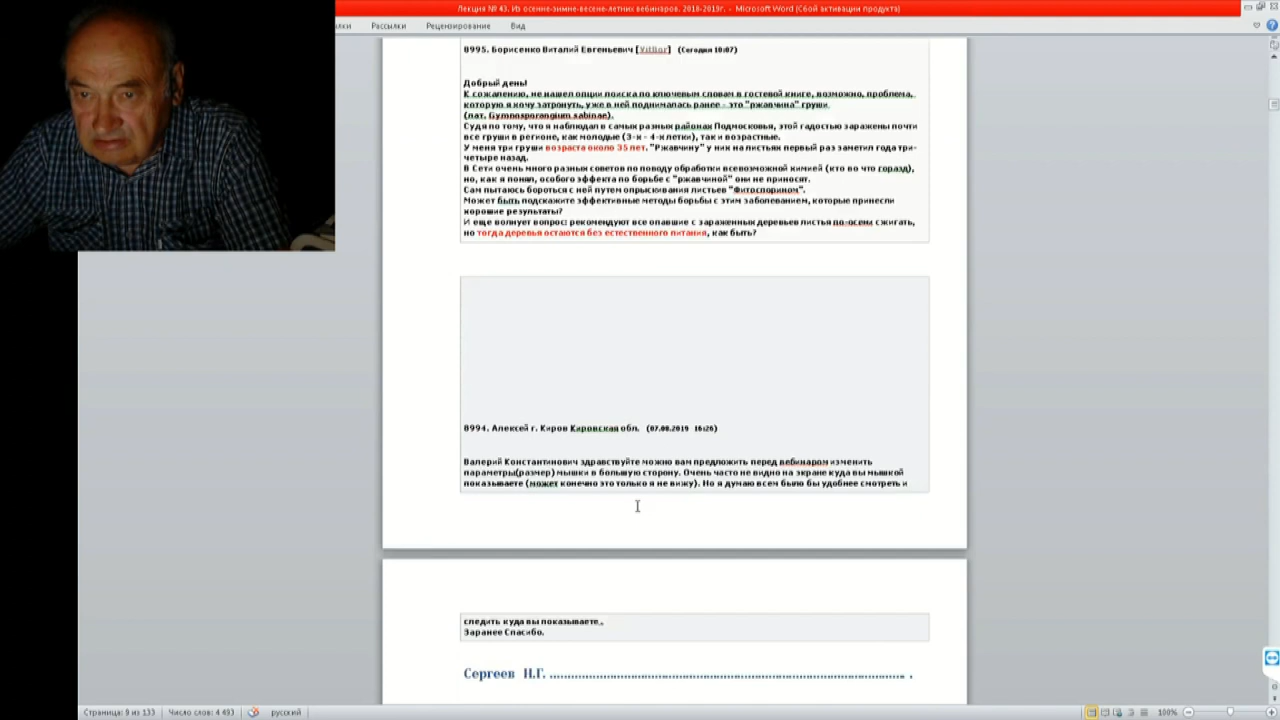 Лекция № 43. Из осенне-зимне-весенне-летних вебинаров. 2018-2019г. - Microsoft Word (Сбой активации продукта)
Рассылки Рецензирование Вид
8995. Борисенко Виталий Евгеньевич [VitBor] (Сегодня 10:07)
Добрый день!
К сожалению, не нашел опции поиска по ключевым словам в гостевой книге, возможно, проблема,
которую я хочу затронуть, уже в ней поднималась ранее - это "ржавчина" груши
(лат. Gymnosporangium sabinae).
Судя по тому, что я наблюдал в самых разных районах Подмосковья, этой гадостью заражены почти
все груши в регионе, как молодые (3-х - 4-х летки), так и возрастные.
У меня три груши возраста около 35 лет. "Ржавчину" у них на листьях первый раз заметил года три-
четыре назад.
В Сети очень много разных советов по поводу обработки всевозможной химией (кто во что горазд),
но, как я понял, особого эффекта по борьбе с "ржавчиной" они не приносят.
Сам пытаюсь бороться с ней путем опрыскивания листьев "Фитоспорином".
Может быть подскажите эффективные методы борьбы с этим заболеванием, которые принесли
хорошие результаты?
И еще волнует вопрос: рекомендуют все опавшие с зараженных деревьев листья по-осени сжигать,
но тогда деревья остаются без естественного питания, как быть?
8994. Алексей г. Киров Кировская обл. (07.08.2019 16:26)
Валерий Константинович здравствуйте можно вам предложить перед вебинаром изменить
параметры(размер) мышки в большую сторону. Очень часто не видно на экране куда вы мышкой
показываете (может конечно это только я не вижу). Но я думаю всем было бы удобнее смотреть и
следить куда вы показываете.
Заранее Спасибо.
Сергеев Н.Г. ........................................................................................ .
Страница: 9 из 133 Число слов: 4 493 русский 100%